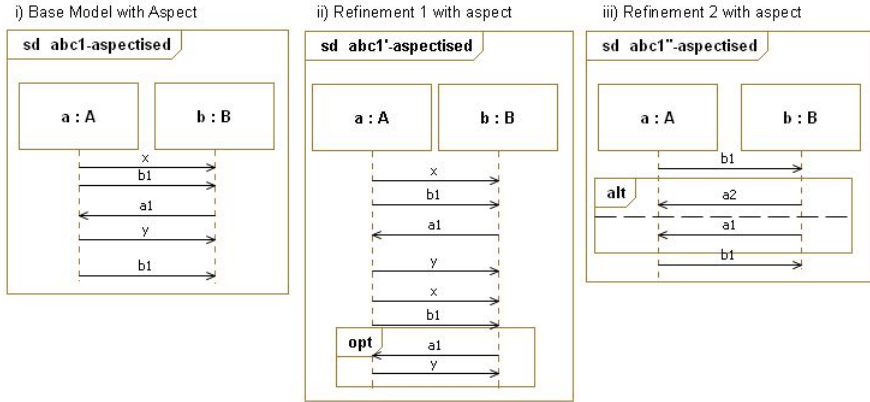 i) Base Model with Aspect
sd abc1-aspectised
a : A
b : B
x
b1
a1
y
b1
ii) Refinement 1 with aspect
sd abc1'-aspectised
a : A
b : B
x
b1
a1
y
x
b1
opt
a1
y
iii) Refinement 2 with aspect
sd abc1"-aspectised
a : A
b : B
b1
alt
a2
a1
b1